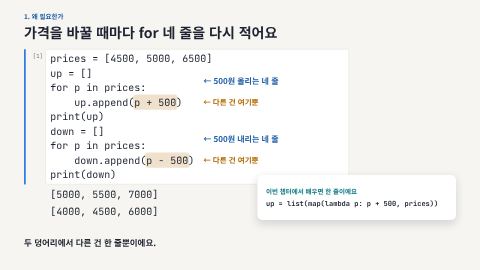 1. 왜 필요한가
가격을 바꿀 때마다 for 네 줄을 다시 적어요
[1]
prices = [4500, 5000, 6500]
up = []
← 500원 올리는 네 줄
for p in prices:
up.append(p + 500)
← 다른 건 여기뿐
print(up)
down = []
← 500원 내리는 네 줄
for p in prices:
down.append(p - 500)
← 다른 건 여기뿐
print(down)
[5000, 5500, 7000]
[4000, 4500, 6000]
이번 챕터에서 배우면 한 줄이에요
up = list(map(lambda p: p + 500, prices))
두 덩어리에서 다른 건 한 줄뿐이에요.